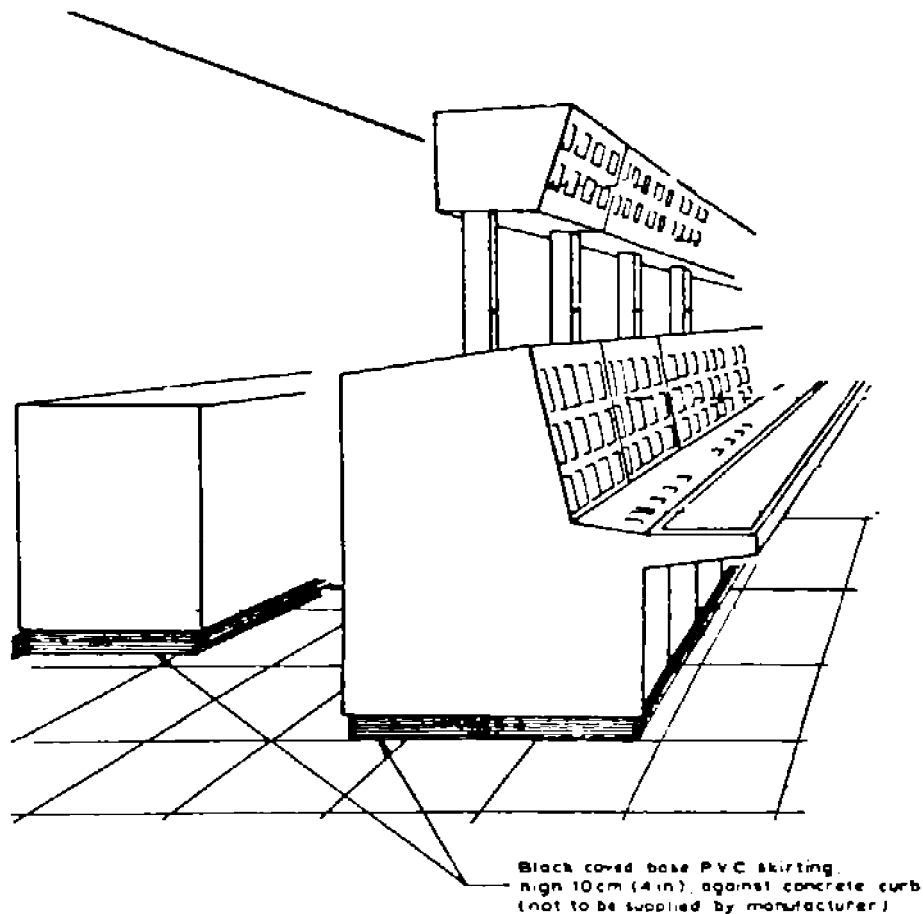 Black coved base PVC skirting,
high 10cm (4in), against concrete curb
(not to be supplied by manufacturer)